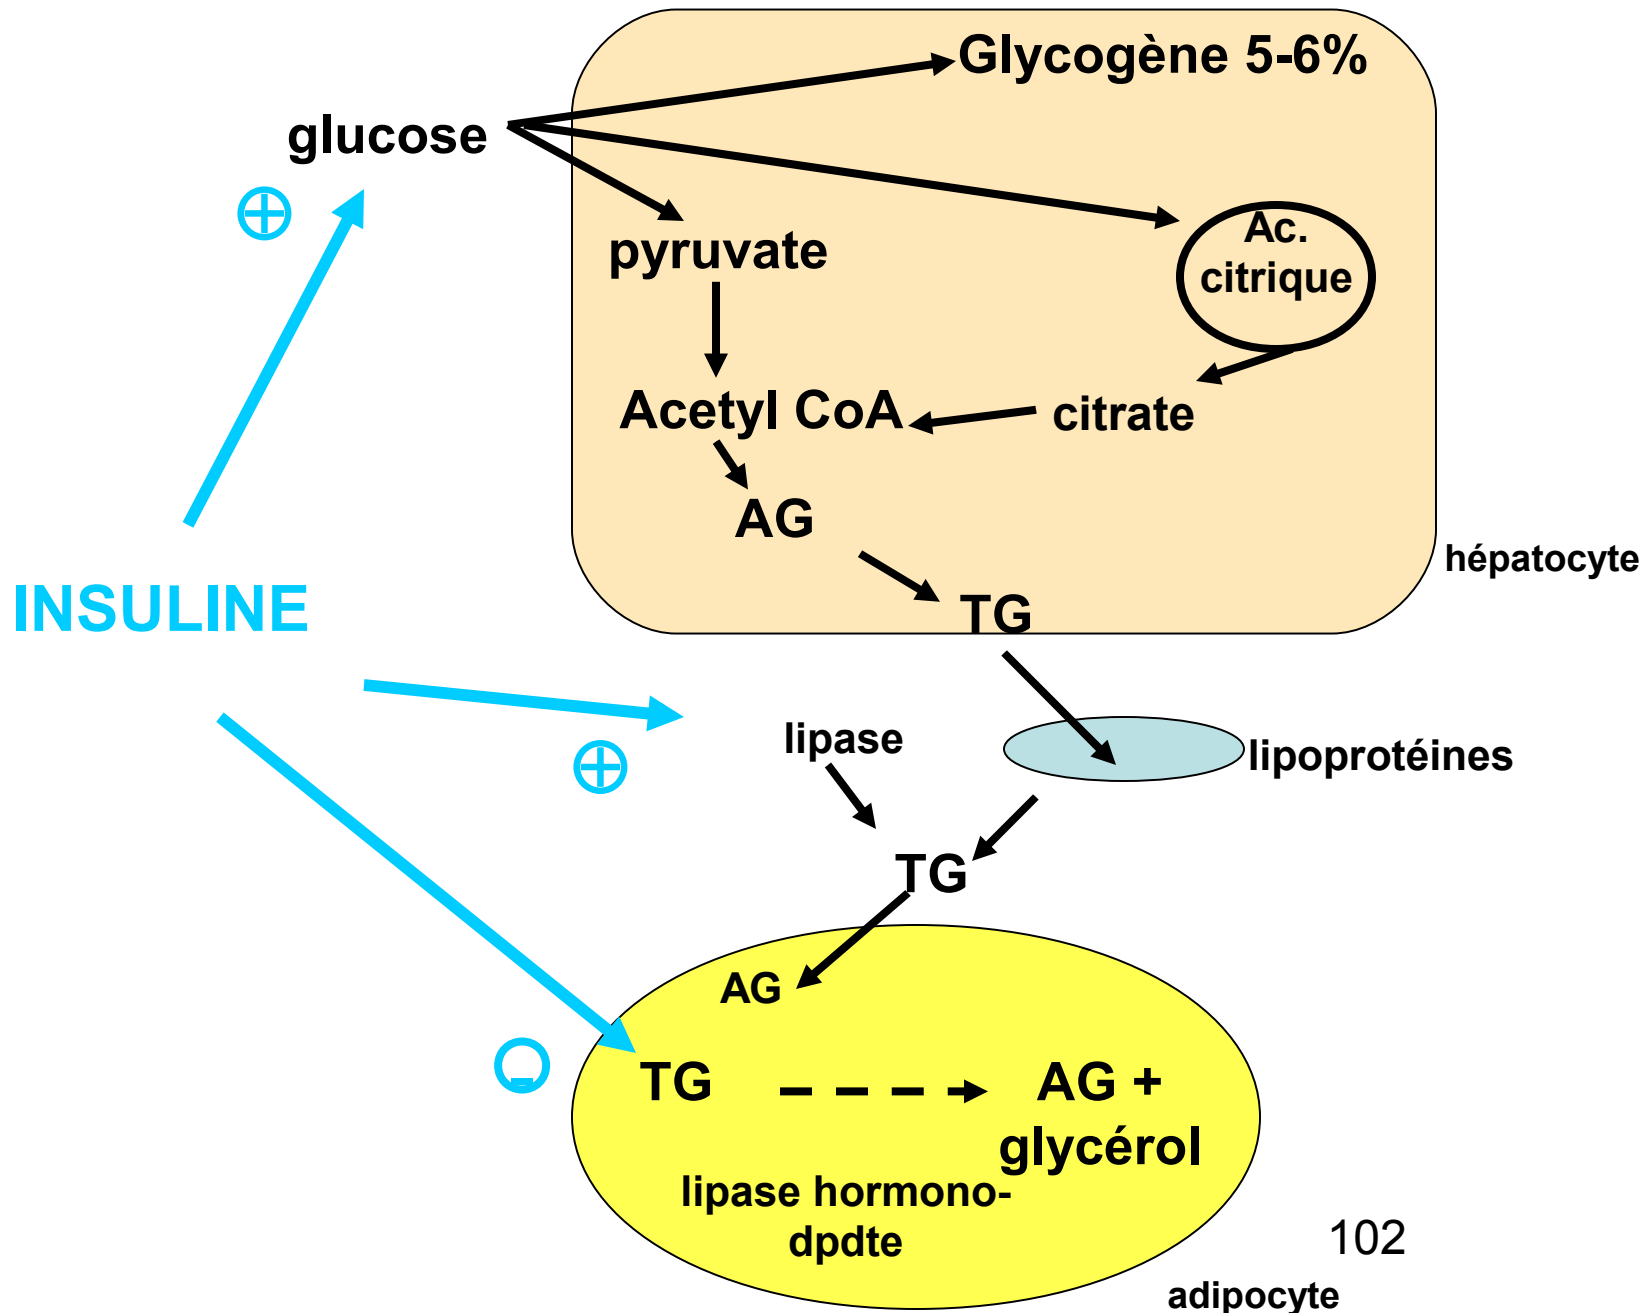 Glycogène 5-6%
glucose
Ac.
citrique
pyruvate
Acetyl CoA
citrate
AG
hépatocyte
TG
INSULINE
lipase
lipoprotéines
TG
AG
TG
AG +
glycérol
lipase hormono-
dpdte
102
adipocyte